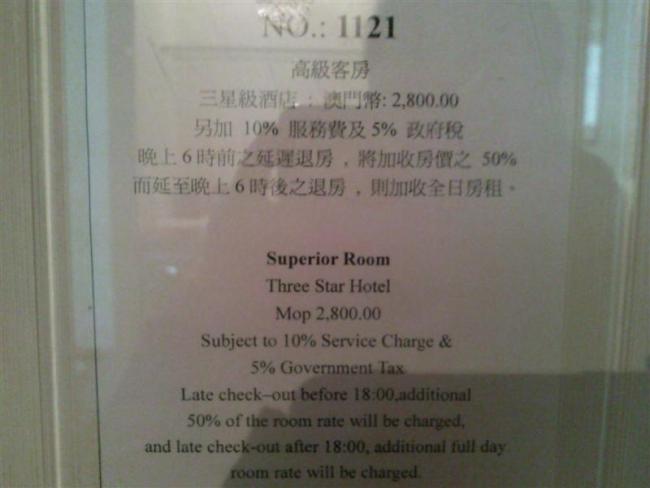 NO.: 1121
高級客房
三星級酒店 : 澳門幣: 2,800.00
另加 10% 服務費及 5% 政府稅
晚上 6 時前之延遲退房 , 將加收房價之 50%
而延至晚上 6 時後之退房 , 則加收全日房租。
Superior Room
Three Star Hotel
Mop 2,800.00
Subject to 10% Service Charge &
5% Government Tax
Late check–out before 18:00,additional
50% of the room rate will be charged,
and late check-out after 18:00, additional full day
room rate will be charged.